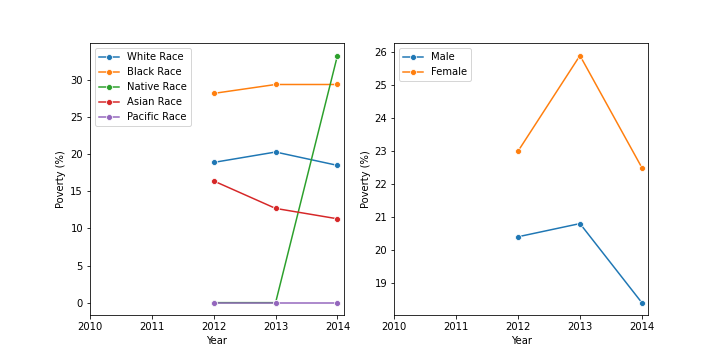 White Race
Black Race
Native Race
Asian Race
Pacific Race
30
25
20
15
10
5
0
Poverty (%)
2010 2011 2012 2013 2014
Year
Male
Female
26
25
24
23
22
21
20
19
Poverty (%)
2010 2011 2012 2013 2014
Year